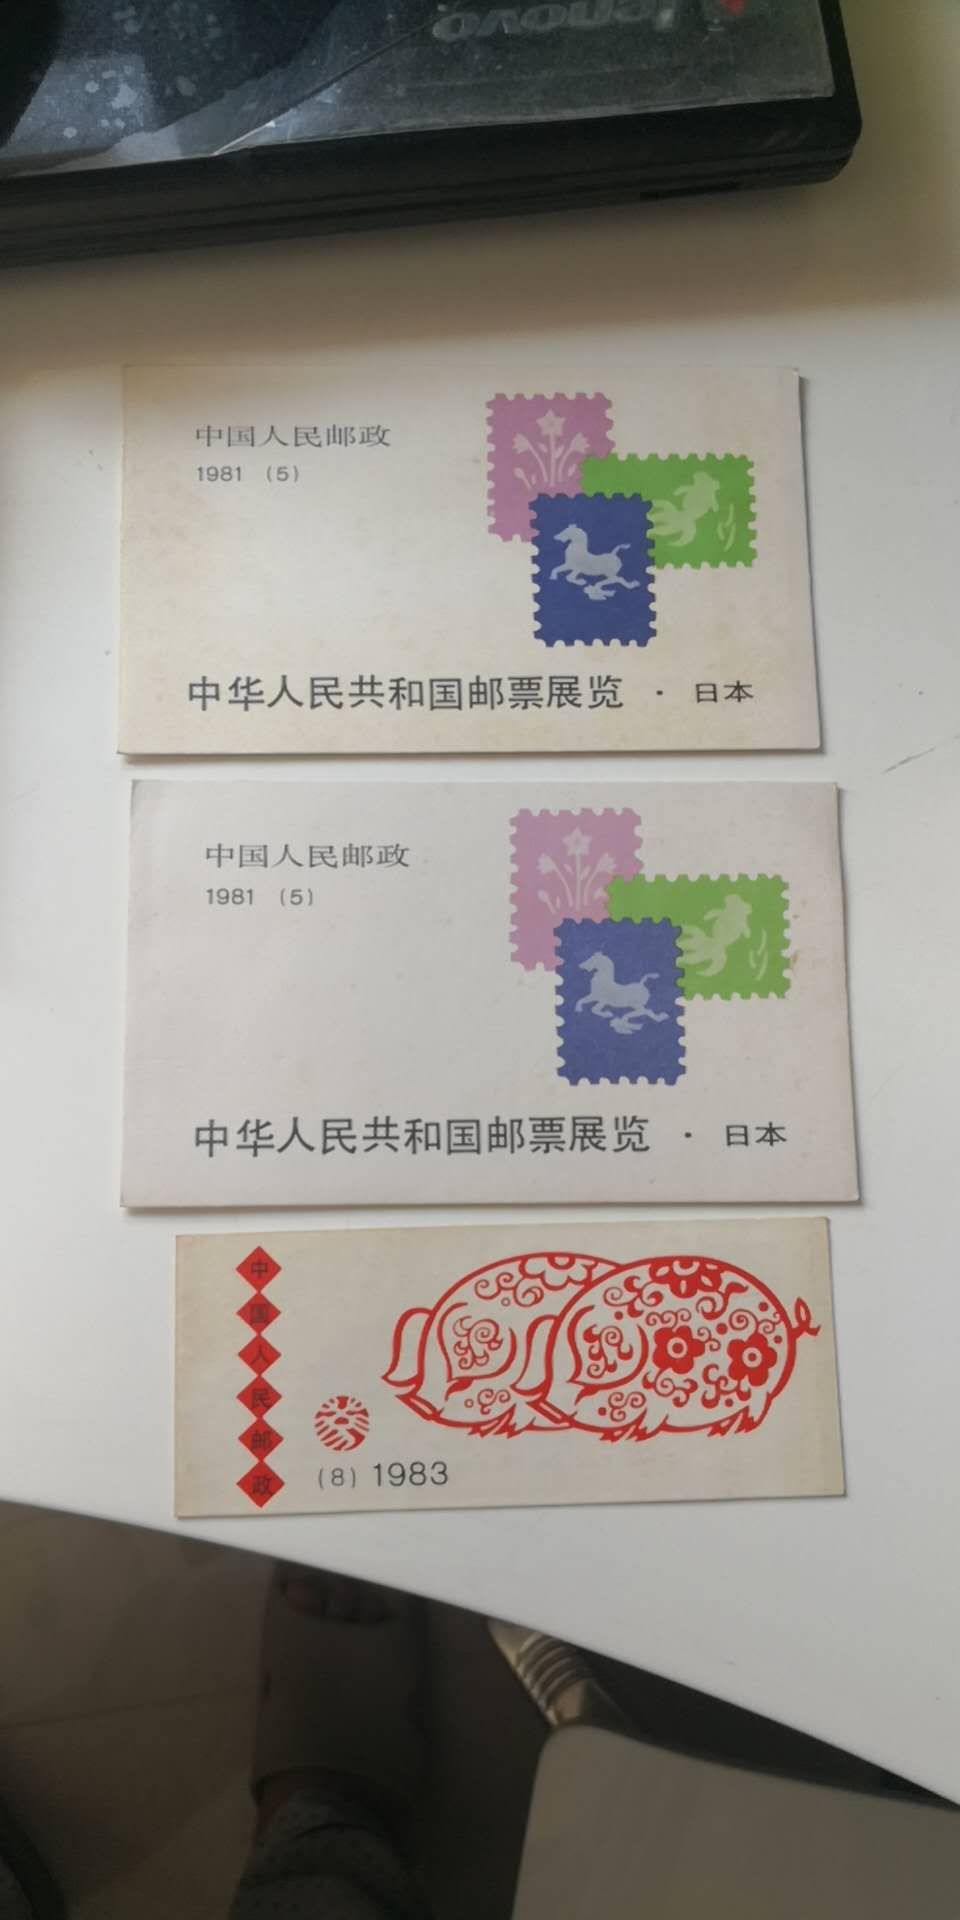 lenovo
中国人民邮政
1981 (5)
中华人民共和国邮票展览 · 日本
中国人民邮政
1981 (5)
中华人民共和国邮票展览 · 日本
中国人民邮政
(8) 1983